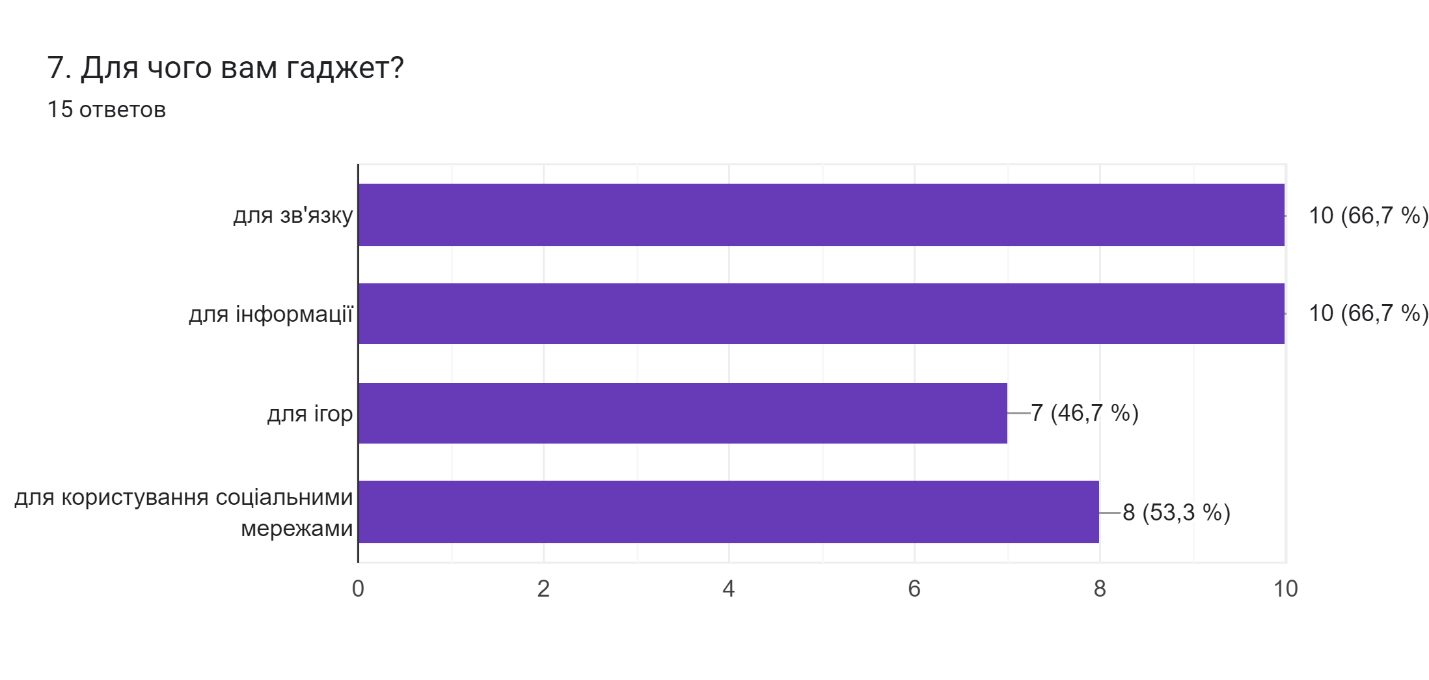 7. Для чого вам гаджет?
15 ответов
для зв'язку
10 (66,7 %)
для інформації
10 (66,7 %)
для ігор
7 (46,7 %)
для користування соціальними
мережами
8 (53,3 %)
0 2 4 6 8 10